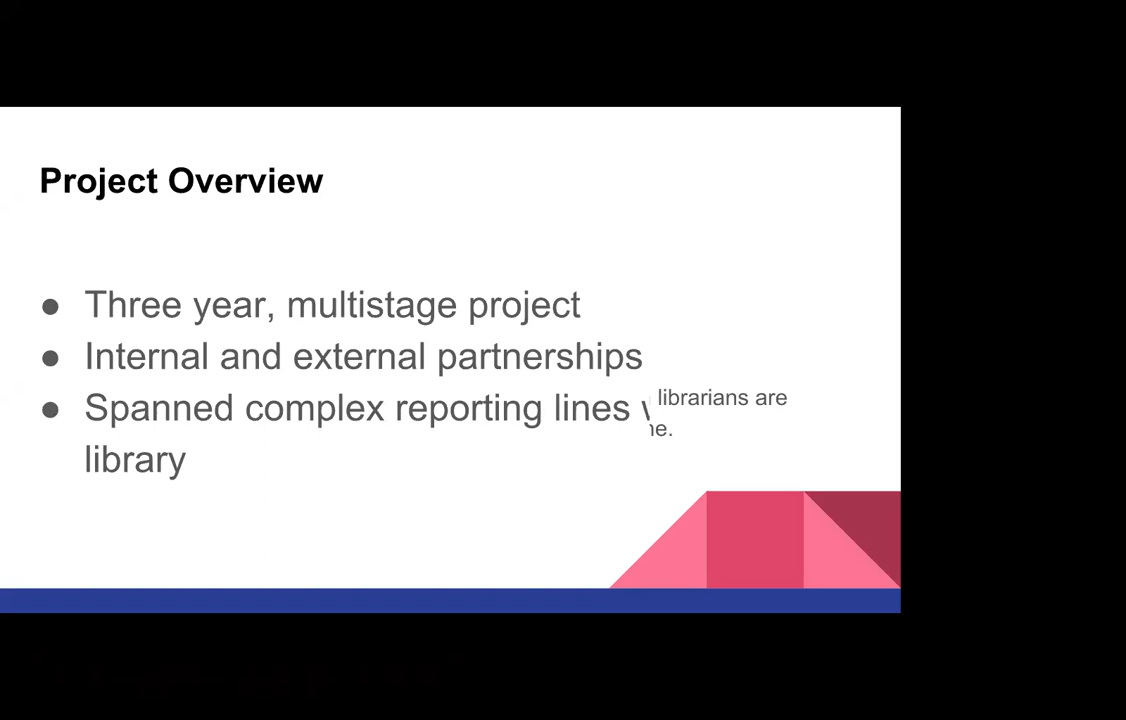 Project Overview
● Three year, multistage project
● Internal and external partnerships
● Spanned complex reporting lines
librarians are
library